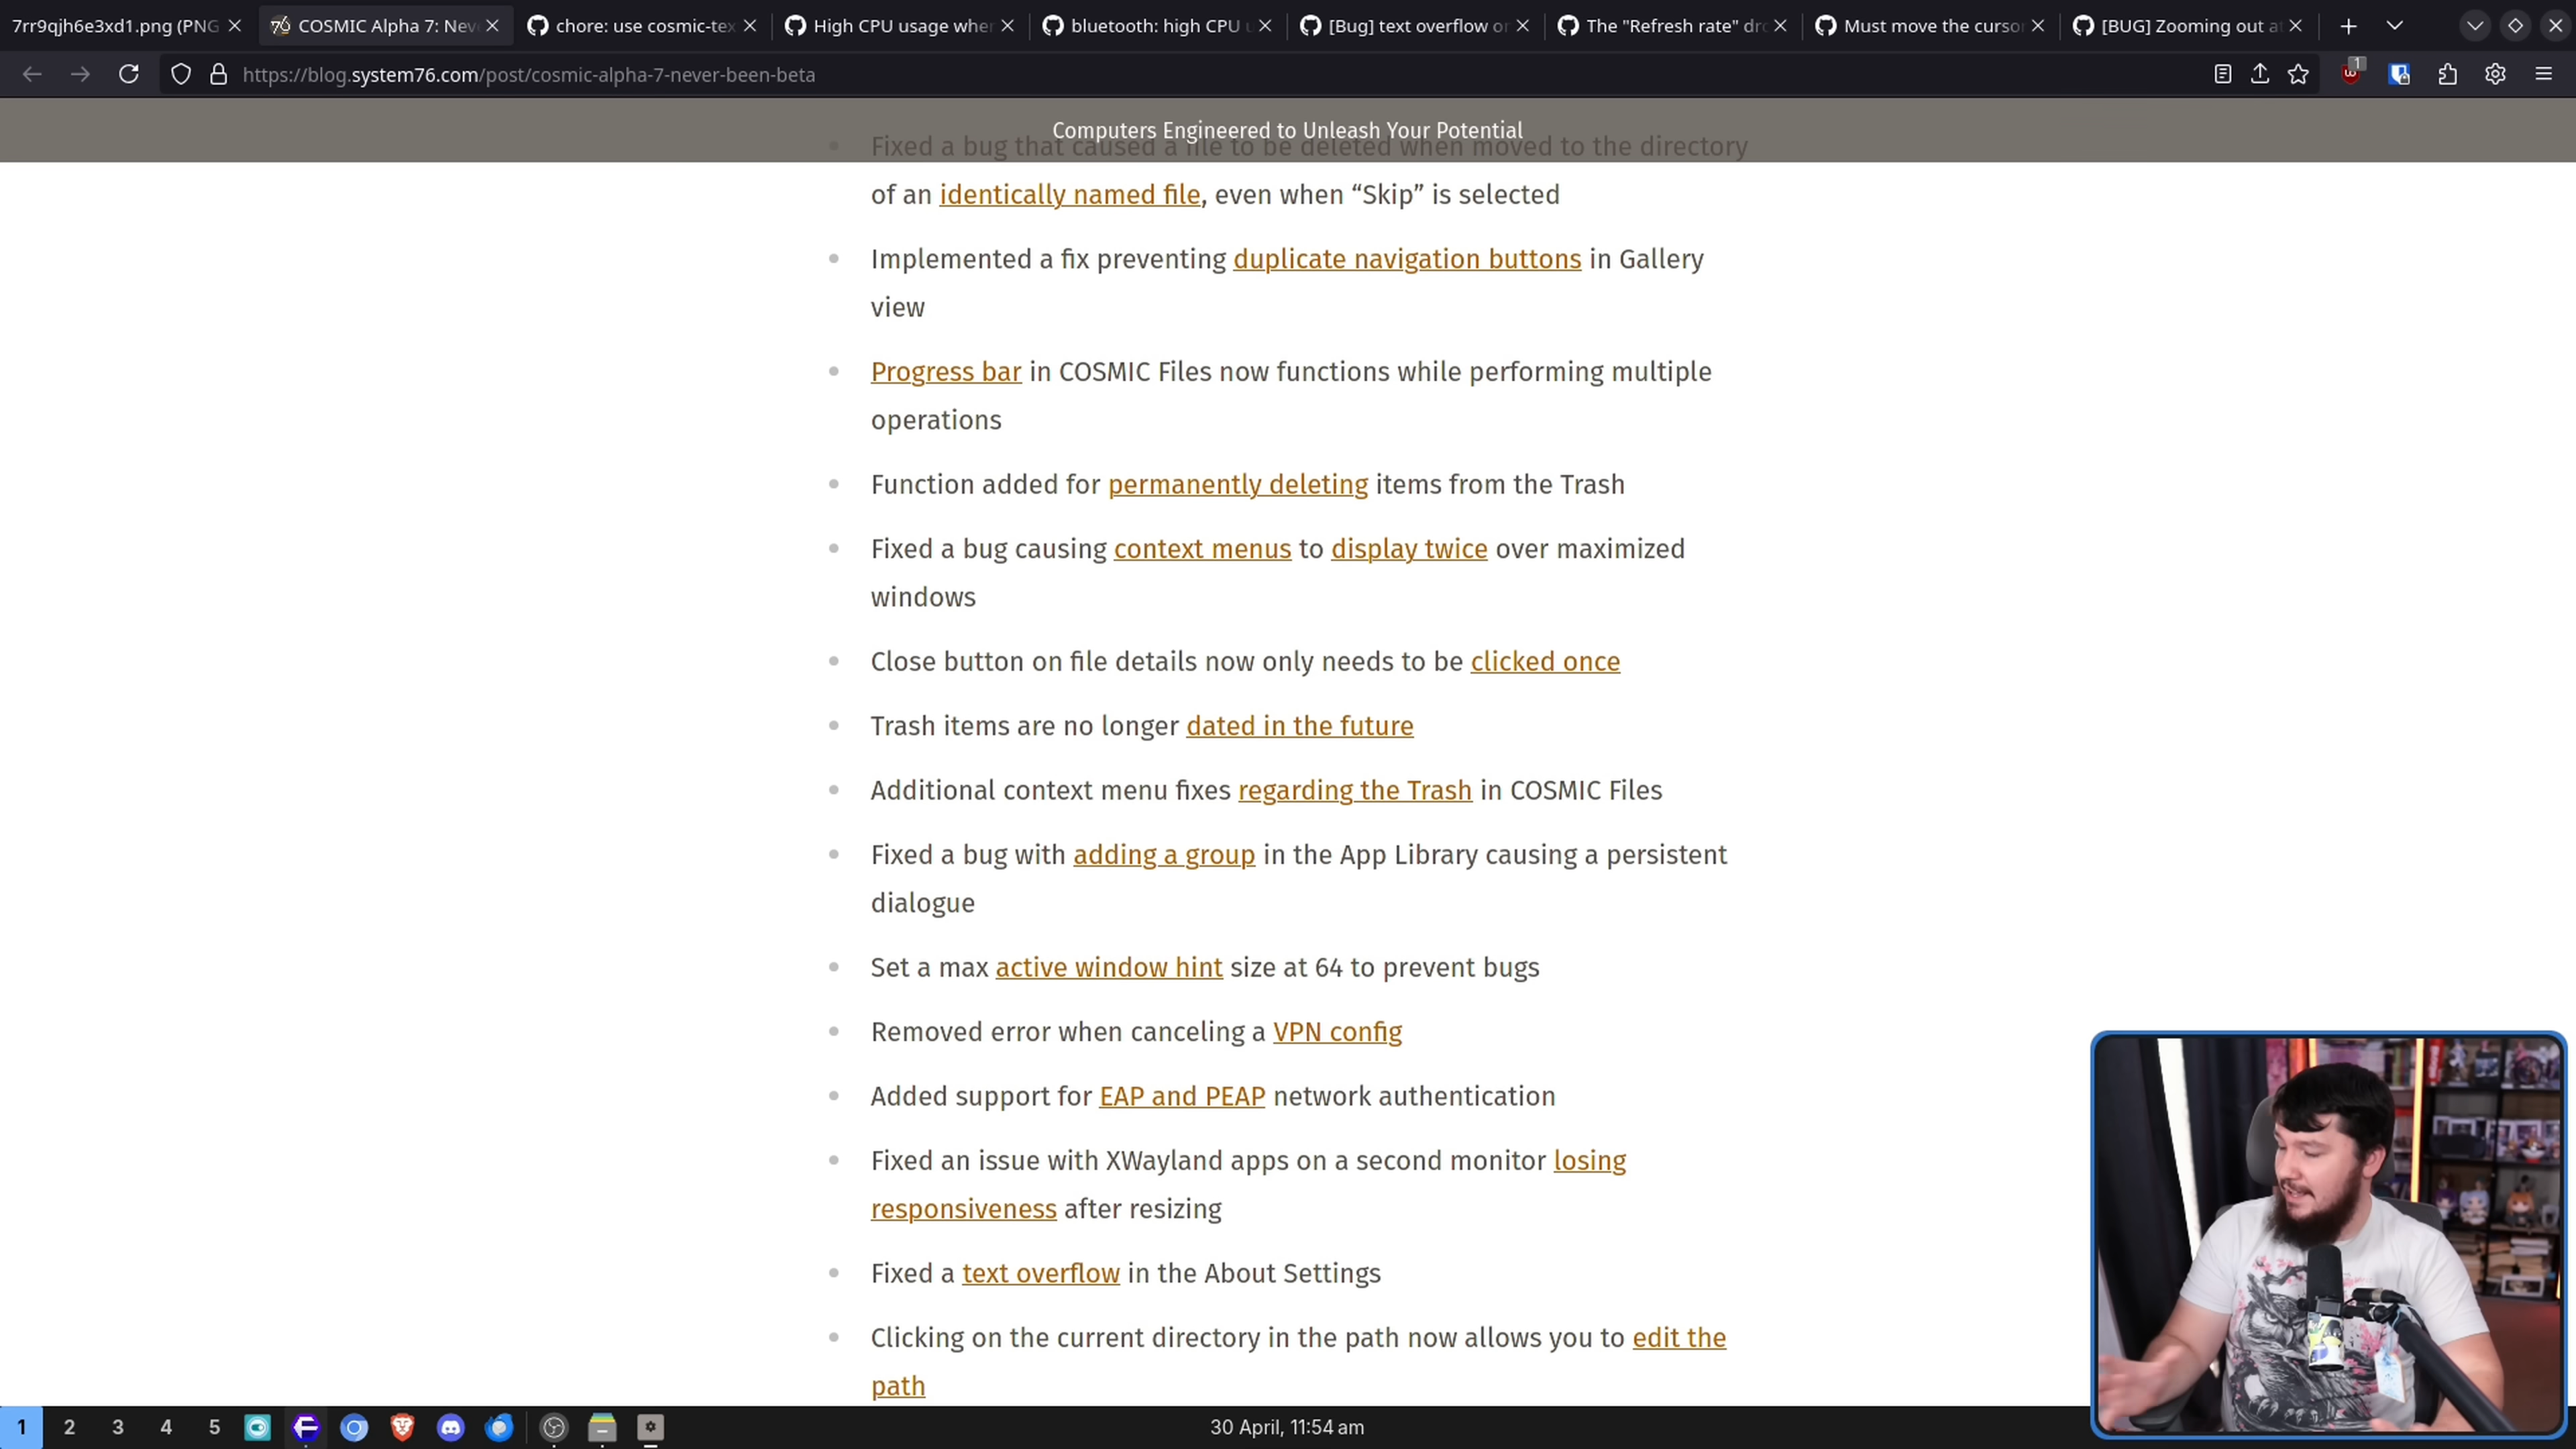 7rr9qjh6e3xd1.png (PNG
COSMIC Alpha 7: Nev
chore: use cosmic-tex
High CPU usage wher
bluetooth: high CPU u
[Bug] text overflow or
The "Refresh rate" dro
Must move the cursor
[BUG] Zooming out at
https://blog.system76.com/post/cosmic-alpha-7-never-been-beta
1
Computers Engineered to Unleash Your Potential
Fixed a bug that caused a file to be deleted when moved to the directory
of an identically named file, even when “Skip” is selected
Implemented a fix preventing duplicate navigation buttons in Gallery
view
Progress bar in COSMIC Files now functions while performing multiple
operations
Function added for permanently deleting items from the Trash
Fixed a bug causing context menus to display twice over maximized
windows
Close button on file details now only needs to be clicked once
Trash items are no longer dated in the future
Additional context menu fixes regarding the Trash in COSMIC Files
Fixed a bug with adding a group in the App Library causing a persistent
dialogue
Set a max active window hint size at 64 to prevent bugs
Removed error when canceling a VPN config
Added support for EAP and PEAP network authentication
Fixed an issue with XWayland apps on a second monitor losing
responsiveness after resizing
Fixed a text overflow in the About Settings
Clicking on the current directory in the path now allows you to edit the
path
1 2 3 4 5
30 April, 11:54 am